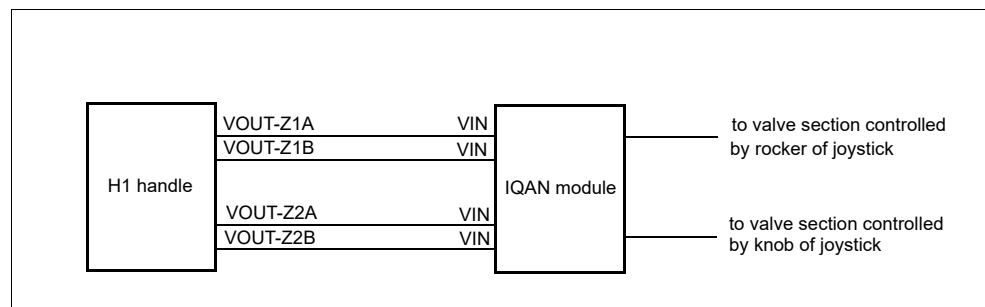 VOUT-Z1A VIN
VOUT-Z1B VIN
H1 handle
VOUT-Z2A VIN
VOUT-Z2B VIN
IQAN module
to valve section controlled
by rocker of joystick
to valve section controlled
by knob of joystick